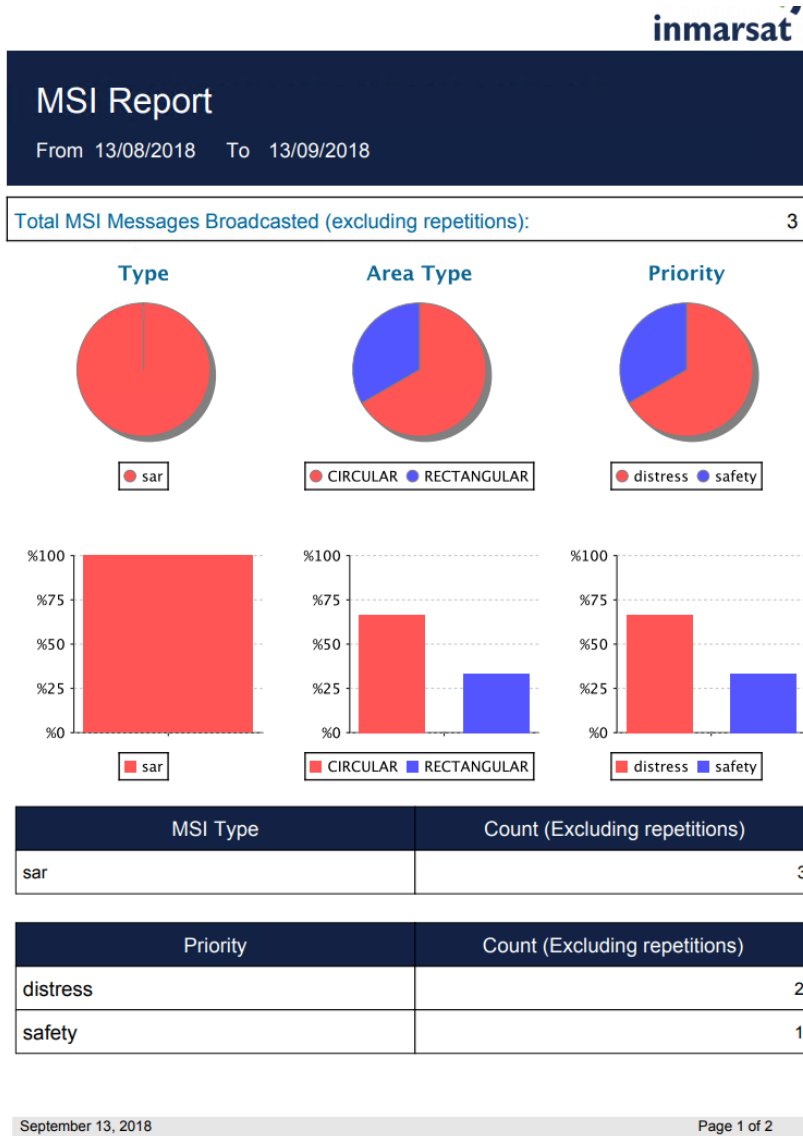 inmarsat
MSI Report
From 13/08/2018 To 13/09/2018
Total MSI Messages Broadcasted (excluding repetitions): 3
Type Area Type Priority
sar CIRCULAR RECTANGULAR distress safety
%100 %100 %100
%75 %75 %75
%50 %50 %50
%25 %25 %25
%0 %0 %0
sar CIRCULAR RECTANGULAR distress safety
MSI Type Count (Excluding repetitions)
sar 3
Priority Count (Excluding repetitions)
distress 2
safety 1
September 13, 2018 Page 1 of 2